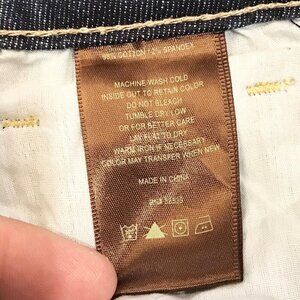 98% COTTON / 2% SPANDEX
MACHINE WASH COLD
INSIDE OUT TO RETAIN COLOR
DO NOT BLEACH
TUMBLE DRY LOW
OR FOR BETTER CARE
LAY FLAT TO DRY
WARM IRON IF NECESSARY
COLOR MAY TRANSFER WHEN NEW
MADE IN CHINA